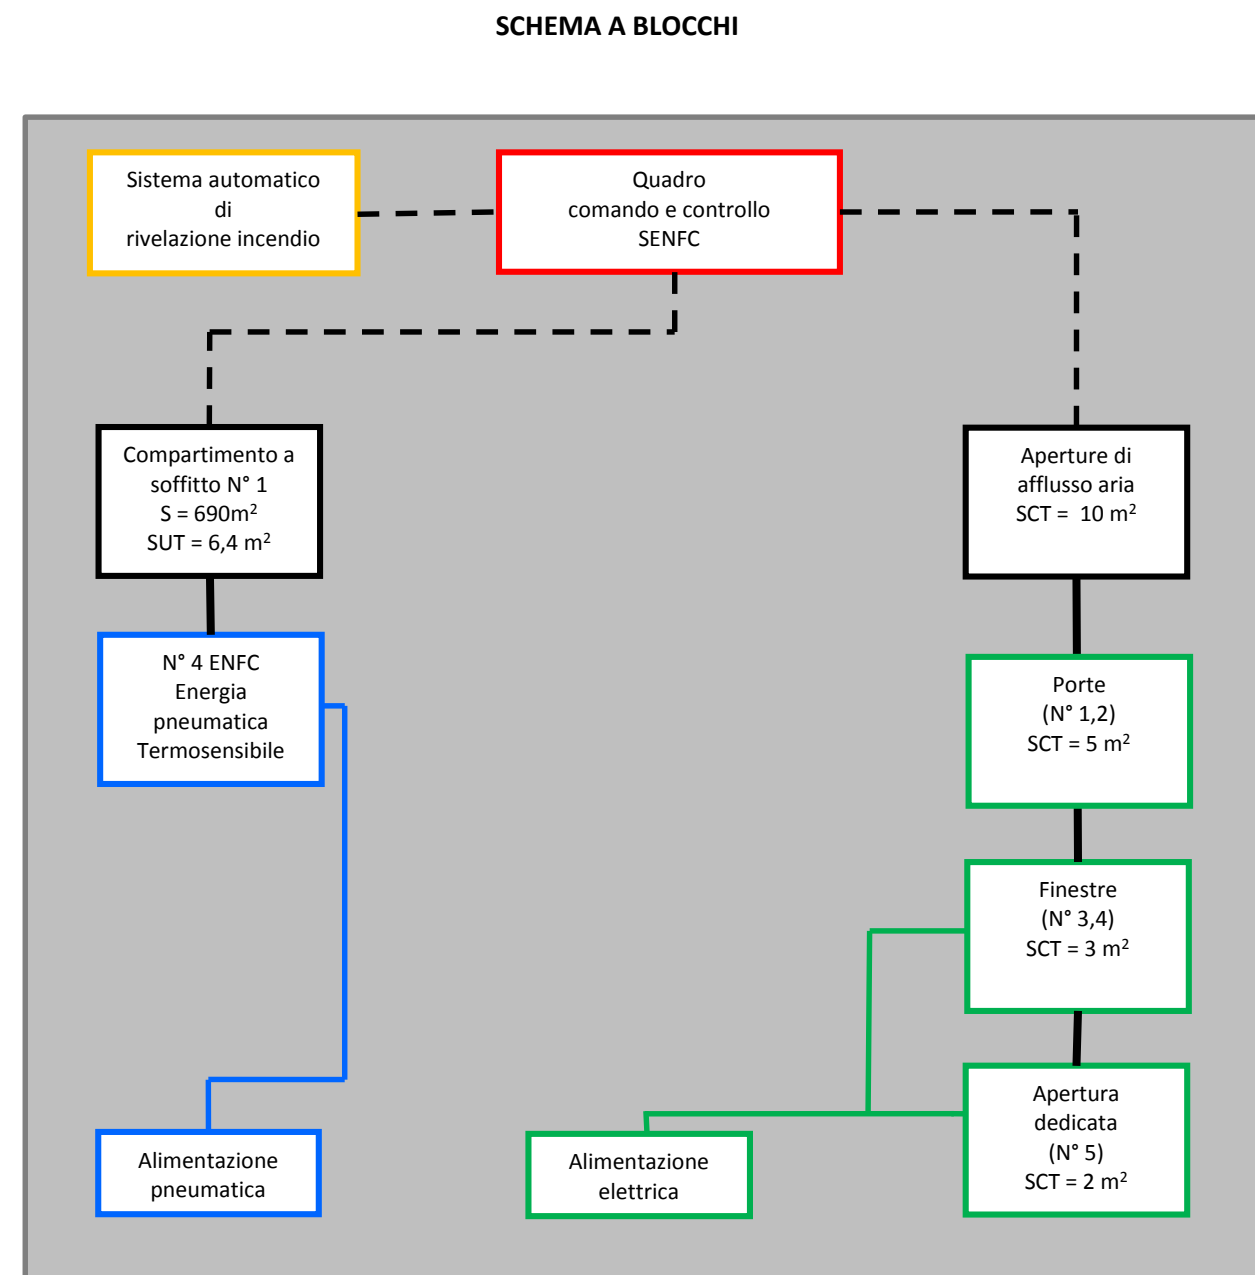 SCHEMA A BLOCCHI
Sistema automatico
di
rivelazione incendio
Quadro
comando e controllo
SENFC
Compartimento a
soffitto N° 1
S = 690m²
SUT = 6,4 m²
Aperture di
afflusso aria
SCT = 10 m²
N° 4 ENFC
Energia
pneumatica
Termosensibile
Porte
(N° 1,2)
SCT = 5 m²
Finestre
(N° 3,4)
SCT = 3 m²
Apertura
dedicata
(N° 5)
SCT = 2 m²
Alimentazione
pneumatica
Alimentazione
elettrica